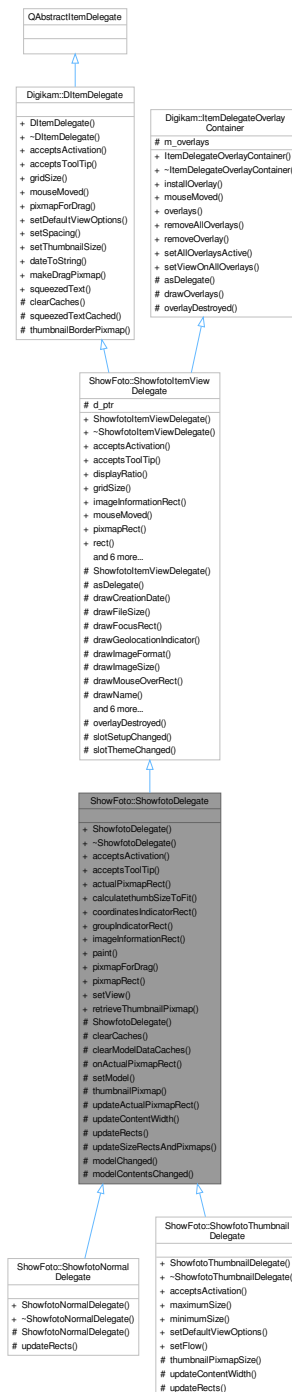 QAbstractItemDelegate
Digikam::DItemDelegate
+ DItemDelegate()
+ ~DItemDelegate()
+ acceptsActivation()
+ acceptsToolTip()
+ gridSize()
+ mouseMoved()
+ pixmapForDrag()
+ setDefaultViewOptions()
+ setSpacing()
+ setThumbnailSize()
+ dateToString()
+ makeDragPixmap()
+ squeezedText()
# clearCaches()
# squeezedTextCached()
# thumbnailBorderPixmap()
Digikam::ItemDelegateOverlay
Container
# m_overlays
+ ItemDelegateOverlayContainer()
+ ~ItemDelegateOverlayContainer()
+ installOverlay()
+ mouseMoved()
+ overlays()
+ removeAllOverlays()
+ removeOverlay()
+ setAllOverlaysActive()
+ setViewOnAllOverlays()
# asDelegate()
# drawOverlays()
# overlayDestroyed()
ShowFoto::ShowfotoItemView
Delegate
# d_ptr
+ ShowfotoItemViewDelegate()
+ ~ShowfotoItemViewDelegate()
+ acceptsActivation()
+ acceptsToolTip()
+ displayRatio()
+ gridSize()
+ imageInformationRect()
+ mouseMoved()
+ pixmapRect()
+ rect()
and 6 more...
# ShowfotoItemViewDelegate()
# asDelegate()
# drawCreationDate()
# drawFileSize()
# drawFocusRect()
# drawGeolocationIndicator()
# drawImageFormat()
# drawImageSize()
# drawMouseOverRect()
# drawName()
and 6 more...
# overlayDestroyed()
# slotSetupChanged()
# slotThemeChanged()
ShowFoto::ShowfotoDelegate
+ ShowfotoDelegate()
+ ~ShowfotoDelegate()
+ acceptsActivation()
+ acceptsToolTip()
+ actualPixmapRect()
+ calculatethumbSizeToFit()
+ coordinatesIndicatorRect()
+ groupIndicatorRect()
+ imageInformationRect()
+ paint()
+ pixmapForDrag()
+ pixmapRect()
+ setView()
+ retrieveThumbnailPixmap()
# ShowfotoDelegate()
# clearCaches()
# clearModelDataCaches()
# onActualPixmapRect()
# setModel()
# thumbnailPixmap()
# updateActualPixmapRect()
# updateContentWidth()
# updateRects()
# updateSizeRectsAndPixmaps()
# modelChanged()
# modelContentsChanged()
ShowFoto::ShowfotoNormal
Delegate
+ ShowfotoNormalDelegate()
+ ~ShowfotoNormalDelegate()
# ShowfotoNormalDelegate()
# updateRects()
ShowFoto::ShowfotoThumbnail
Delegate
+ ShowfotoThumbnailDelegate()
+ ~ShowfotoThumbnailDelegate()
+ acceptsActivation()
+ maximumSize()
+ minimumSize()
+ setDefaultViewOptions()
+ setFlow()
# thumbnailPixmapSize()
# updateContentWidth()
# updateRects()